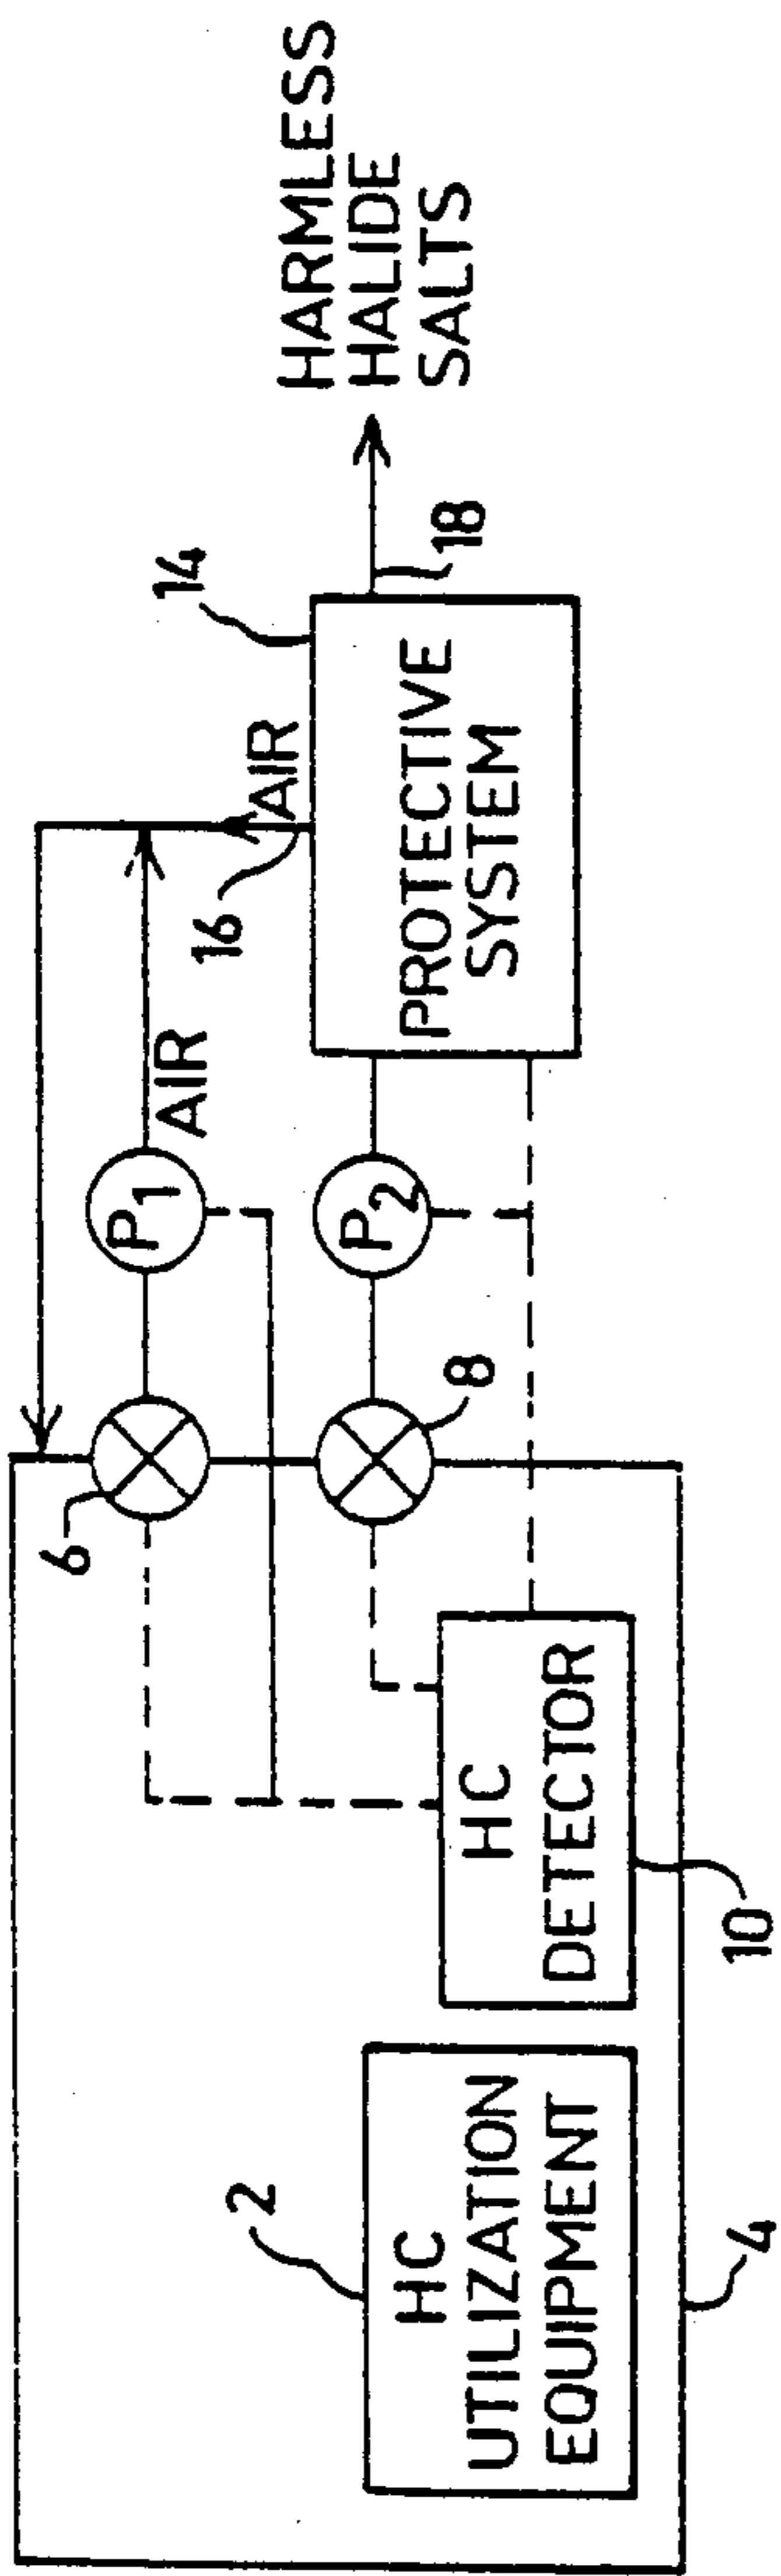 HARMLESS
HALIDE
SALTS
14
18
AIR
16
PROTECTIVE
SYSTEM
AIR
P1
P2
6
8
HC
DETECTOR
10
2
HC
UTILIZATION
EQUIPMENT
4